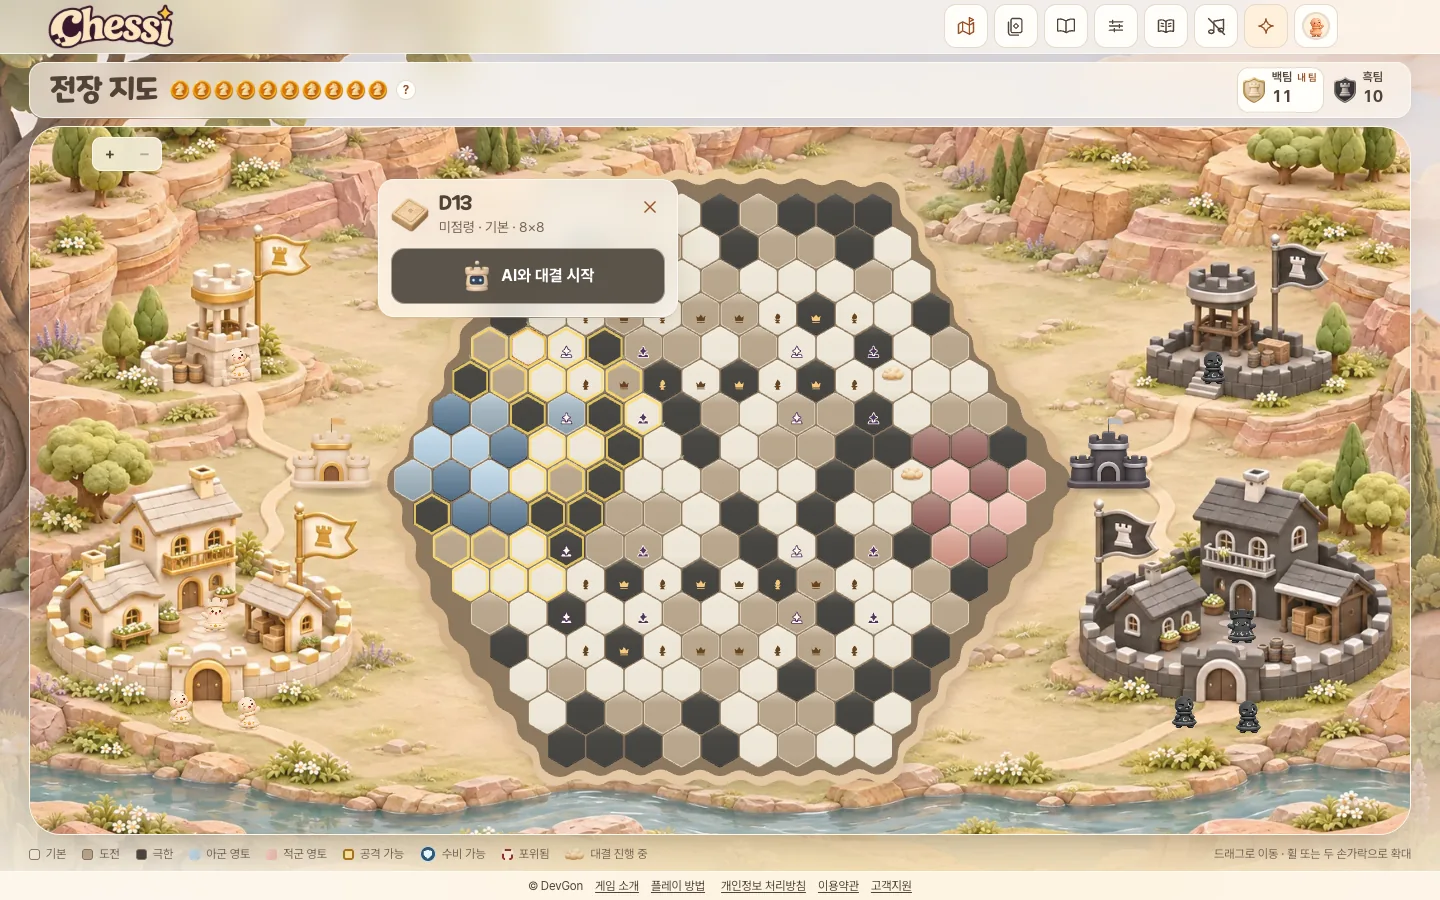 Chessi
전장 지도
?
백팀 내 팀
11
흑팀
10
+ −
D13
미점령 · 기본 · 8×8
AI와 대결 시작
기본 도전 극한 아군 영토 적군 영토 공격 가능 수비 가능 포위됨 대결 진행 중
드래그로 이동 · 휠 또는 두 손가락으로 확대
© DevGon 게임 소개 플레이 방법 개인정보 처리방침 이용약관 고객지원